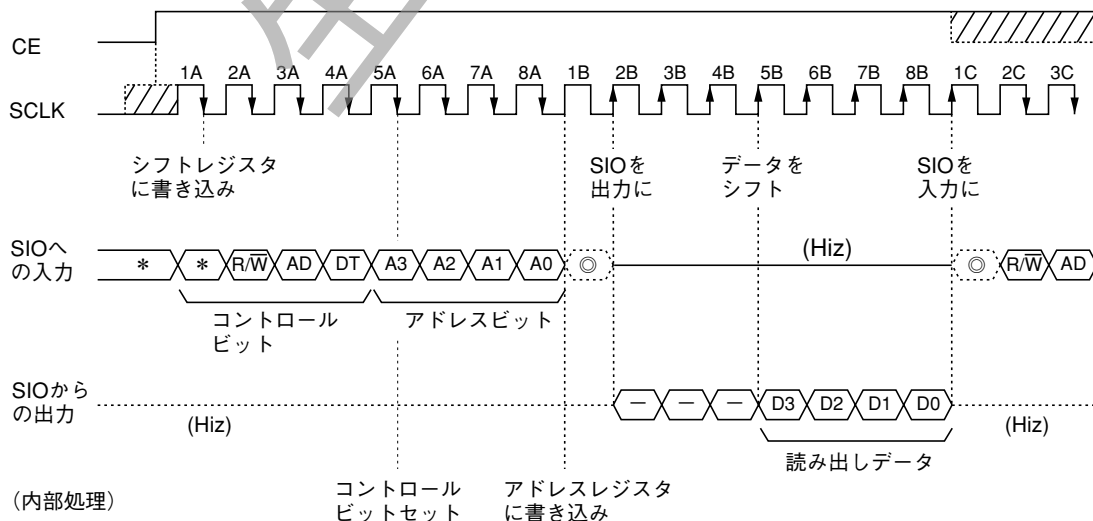 CE
1A 2A 3A 4A 5A 6A 7A 8A 1B 2B 3B 4B 5B 6B 7B 8B 1C 2C 3C
SCLK
シフトレジスタ
に書き込み
SIOを
出力に
データを
シフト
SIOを
入力に
SIOへ
の入力
* * R/W̅ AD DT A3 A2 A1 A0 ◎ (Hiz) ◎ R/W̅ AD
コントロール
ビット
アドレスビット
SIOから
の出力
(Hiz) ー ー ー D3 D2 D1 D0 (Hiz)
読み出しデータ
(内部処理)
コントロール
ビットセット
アドレスレジスタ
に書き込み